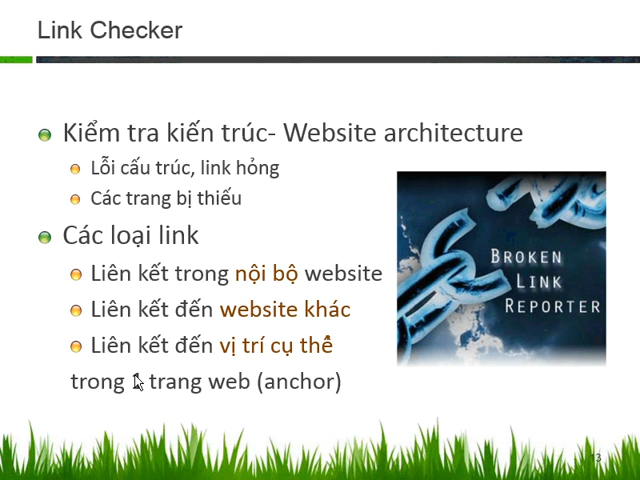 Link Checker
Kiểm tra kiến trúc- Website architecture
Lỗi cấu trúc, link hỏng
Các trang bị thiếu
Các loại link
Liên kết trong nội bộ website
Liên kết đến website khác
Liên kết đến vị trí cụ thể
trong 1 trang web (anchor)
BROKEN
LINK
REPORTER
13